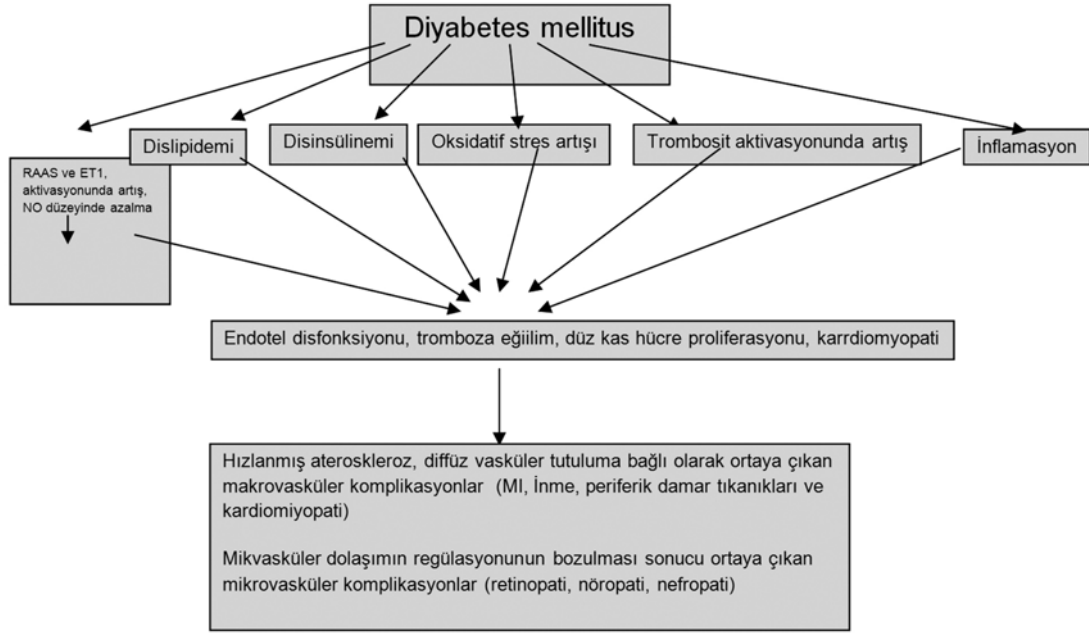 Diyabetes mellitus
Dislipidemi
Disinsülinemi
Oksidatif stres artışı
Trombosit aktivasyonunda artış
İnflamasyon
RAAS ve ET1,
aktivasyonunda artış,
NO düzeyinde azalma
Endotel disfonksiyonu, tromboza eğiilim, düz kas hücre proliferasyonu, karrdiomyopati
Hızlanmış ateroskleroz, diffüz vasküler tutuluma bağlı olarak ortaya çıkan
makrovasküler komplikasyonlar (MI, İnme, periferik damar tıkanıkları ve
kardiomiyopati)
Mikvasküler dolaşımın regülasyonunun bozulması sonucu ortaya çıkan
mikrovasküler komplikasyonlar (retinopati, nöropati, nefropati)